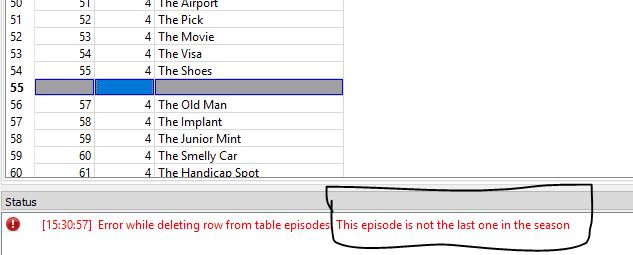 50 51 4 The Airport
51 52 4 The Pick
52 53 4 The Movie
53 54 4 The Visa
54 55 4 The Shoes
55
56 57 4 The Old Man
57 58 4 The Implant
58 59 4 The Junior Mint
59 60 4 The Smelly Car
60 61 4 The Handicap Spot
Status
[15:30:57] Error while deleting row from table episodes This episode is not the last one in the season